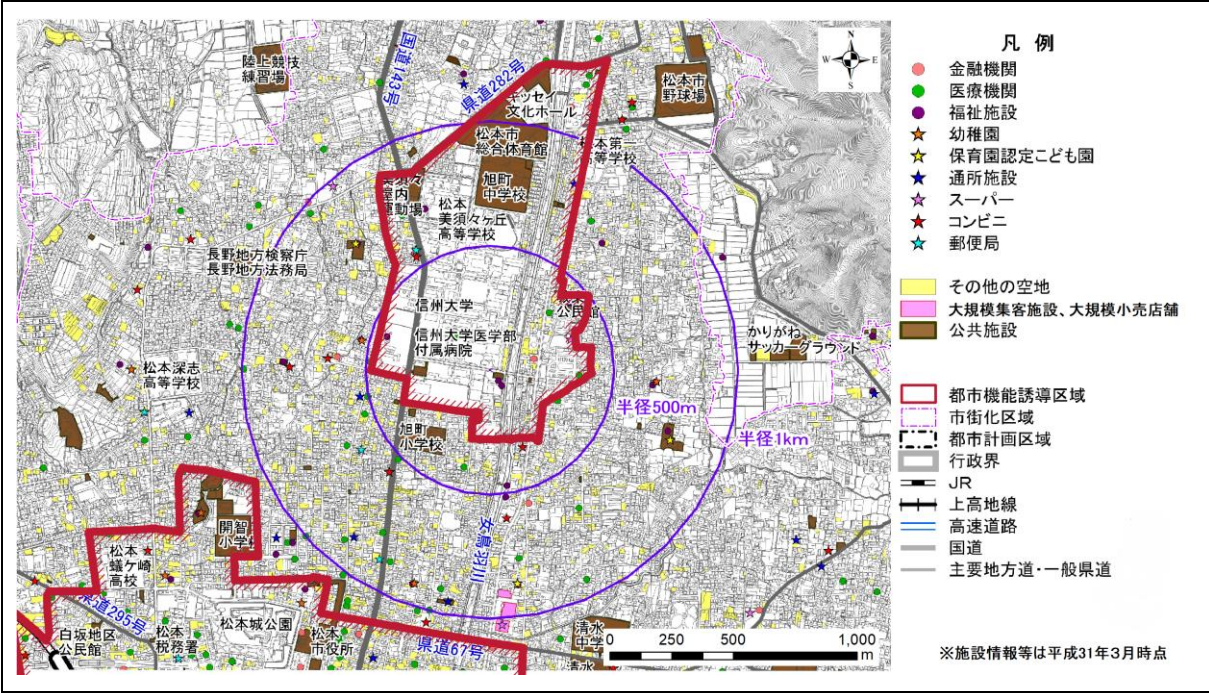 陸上競技
練習場
国道143号
県道282号
キッセイ
文化ホール
松本市
野球場
N
W
E
S
松本市
総合体育館
松本第一
高等学校
旭町
中学校
屋内
運動場
松本
美須々ヶ丘
高等学校
長野地方検察庁
長野地方法務局
信州大学
公民館
信州大学医学部
付属病院
かりがね
サッカーグラウンド
松本深志
高等学校
半径500m
半径1km
旭町
小学校
開智
小学校
女鳥羽川
松本
蟻ケ崎
高校
県道295号
白坂地区
公民館
松本
税務署
松本城公園
松本
市役所
県道67号
清水
中学
清水
0 250 500 1,000
m
凡 例
金融機関
医療機関
福祉施設
幼稚園
保育園認定こども園
通所施設
スーパー
コンビニ
郵便局
その他の空地
大規模集客施設、大規模小売店舗
公共施設
都市機能誘導区域
市街化区域
都市計画区域
行政界
JR
上高地線
高速道路
国道
主要地方道・一般県道
※施設情報等は平成31年3月時点